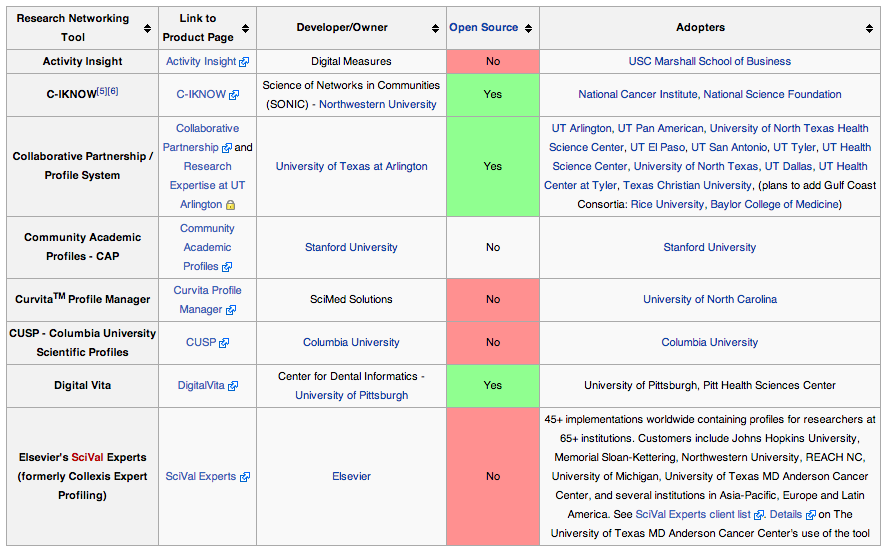 Research Networking Tool
Link to Product Page
Developer/Owner
Open Source
Adopters
Activity Insight
Activity Insight
Digital Measures
No
USC Marshall School of Business
C-IKNOW[5][6]
C-IKNOW
Science of Networks in Communities
(SONIC) - Northwestern University
Yes
National Cancer Institute, National Science Foundation
Collaborative Partnership /
Profile System
Collaborative
Partnership and
Research
Expertise at UT
Arlington
University of Texas at Arlington
Yes
UT Arlington, UT Pan American, University of North Texas Health
Science Center, UT El Paso, UT San Antonio, UT Tyler, UT Health
Science Center, University of North Texas, UT Dallas, UT Health
Center at Tyler, Texas Christian University, (plans to add Gulf Coast
Consortia: Rice University, Baylor College of Medicine)
Community Academic
Profiles - CAP
Community
Academic
Profiles
Stanford University
No
Stanford University
Curvita™ Profile Manager
Curvita Profile
Manager
SciMed Solutions
No
University of North Carolina
CUSP - Columbia University
Scientific Profiles
CUSP
Columbia University
No
Columbia University
Digital Vita
DigitalVita
Center for Dental Informatics -
University of Pittsburgh
Yes
University of Pittsburgh, Pitt Health Sciences Center
Elsevier's SciVal Experts
(formerly Collexis Expert
Profiling)
SciVal Experts
Elsevier
No
45+ implementations worldwide containing profiles for researchers at
65+ institutions. Customers include Johns Hopkins University,
Memorial Sloan-Kettering, Northwestern University, REACH NC,
University of Michigan, University of Texas MD Anderson Cancer
Center, and several institutions in Asia-Pacific, Europe and Latin
America. See SciVal Experts client list. Details on The
University of Texas MD Anderson Cancer Center's use of the tool